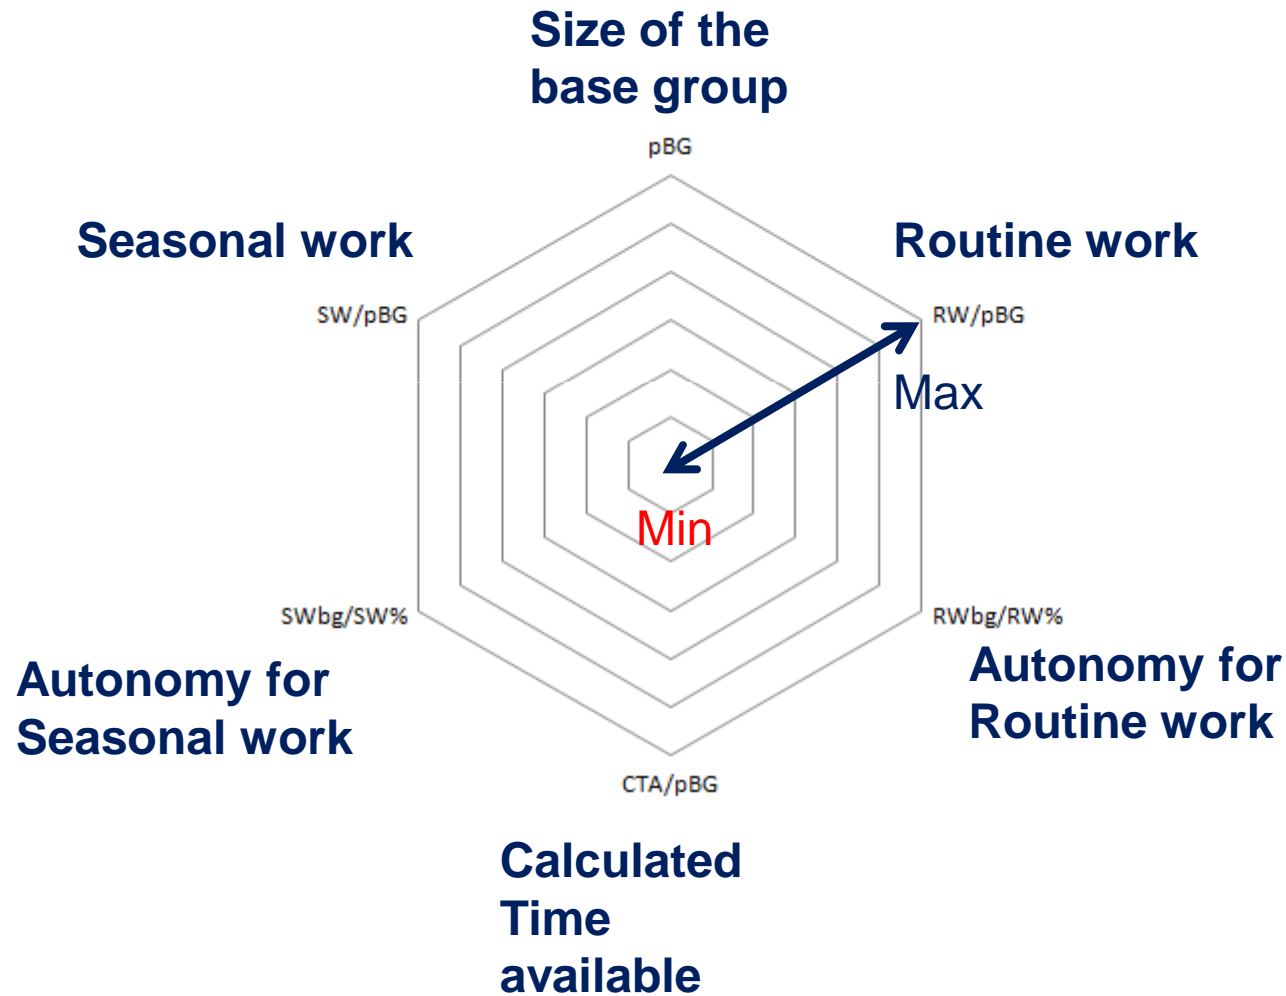 Size of the
base group
pBG
Seasonal work
Routine work
SW/pBG
RW/pBG
Max
Min
SWbg/SW%
RWbg/RW%
Autonomy for
Seasonal work
Autonomy for
Routine work
CTA/pBG
Calculated
Time
available